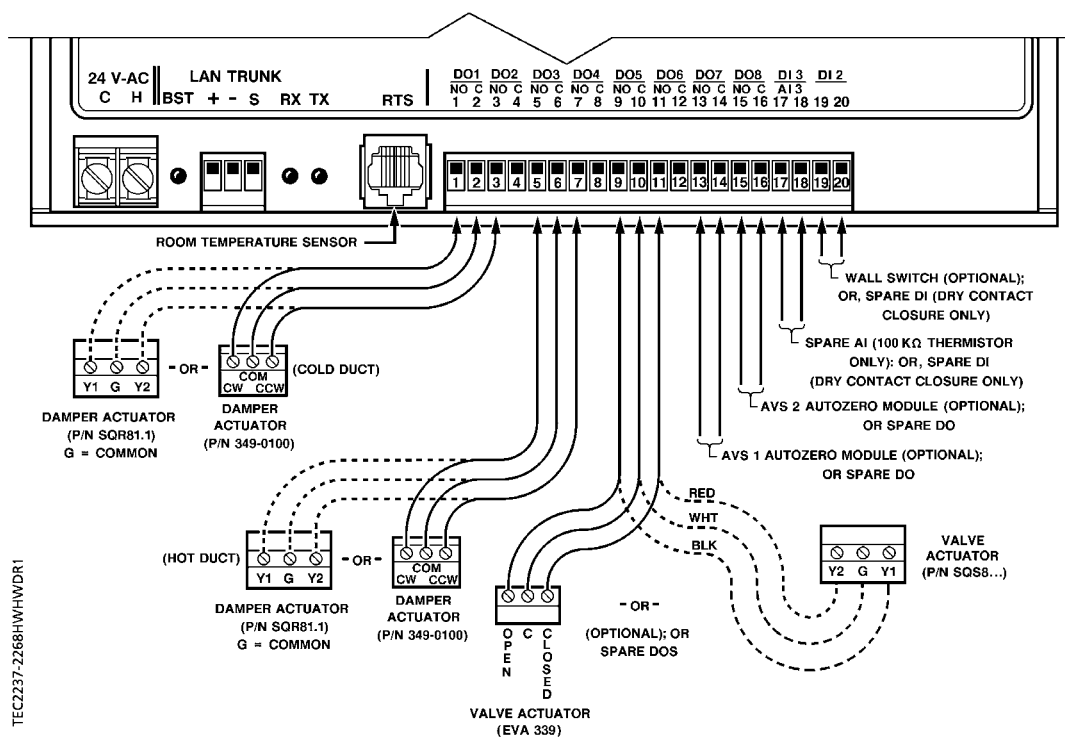 24 V-AC LAN TRUNK
C H BST + - S RX TX RTS
DO1 DO2 DO3 DO4 DO5 DO6 DO7 DO8 DI 3 DI 2
NO C NO C NO C NO C NO C NO C NO C NO C AI 3
1 2 3 4 5 6 7 8 9 10 11 12 13 14 15 16 17 18 19 20
1 2 3 4 5 6 7 8 9 10 11 12 13 14 15 16 17 18 19 20
ROOM TEMPERATURE SENSOR
WALL SWITCH (OPTIONAL);
OR, SPARE DI (DRY CONTACT
CLOSURE ONLY)
SPARE AI (100 KΩ THERMISTOR
ONLY): OR, SPARE DI
(DRY CONTACT CLOSURE ONLY)
AVS 2 AUTOZERO MODULE (OPTIONAL);
OR SPARE DO
AVS 1 AUTOZERO MODULE (OPTIONAL);
OR SPARE DO
Y1 G Y2
- OR -
COM
CW CCW
(COLD DUCT)
DAMPER ACTUATOR
(P/N SQR81.1)
G = COMMON
DAMPER
ACTUATOR
(P/N 349-0100)
(HOT DUCT)
Y1 G Y2
- OR -
COM
CW CCW
DAMPER ACTUATOR
(P/N SQR81.1)
G = COMMON
DAMPER
ACTUATOR
(P/N 349-0100)
RED
WHT
BLK
Y2 G Y1
VALVE
ACTUATOR
(P/N SQS8...)
OPEN C CLOSED
- OR -
(OPTIONAL); OR
SPARE DOS
VALVE ACTUATOR
(EVA 339)
TEC2237-2268HWHWDR1